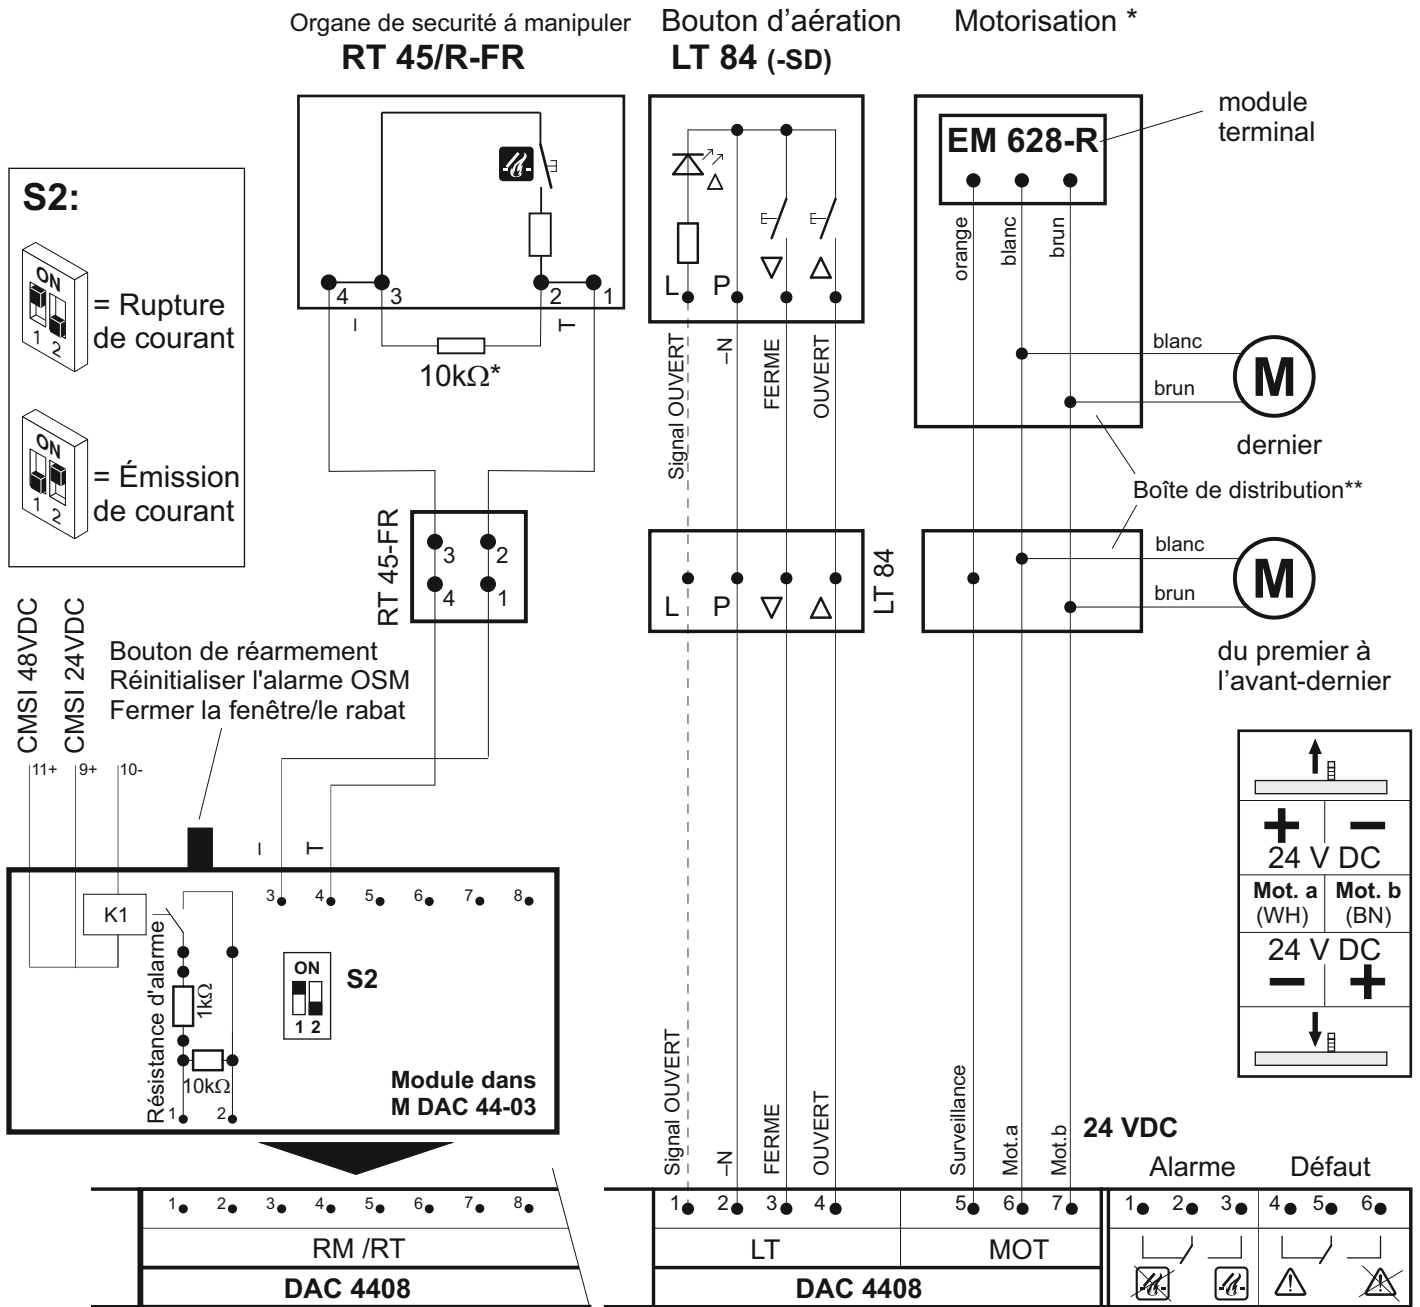 Organe de securité á manipuler
RT 45/R-FR
Bouton d'aération
LT 84 (-SD)
Motorisation *
module
terminal
EM 628-R
orange
blanc
brun
S2:
ON
1 2
= Rupture
de courant
ON
1 2
= Émission
de courant
4
3
2
1
–
T
10kΩ*
L
P
Signal OUVERT
–N
FERME
OUVERT
blanc
brun
M
dernier
Boîte de distribution**
RT 45-FR
3
2
4
1
L
P
LT 84
blanc
brun
M
du premier à
l'avant-dernier
CMSI 48VDC
CMSI 24VDC
Bouton de réarmement
Réinitialiser l'alarme OSM
Fermer la fenêtre/le rabat
11+
9+
10-
–
T
K1
3
4
5
6
7
8
Résistance d'alarme
1kΩ
10kΩ
1
2
ON
1 2
S2
Module dans
M DAC 44-03
+ –
24 V DC
Mot. a
(WH)
Mot. b
(BN)
24 V DC
– +
Signal OUVERT
–N
FERME
OUVERT
Surveillance
Mot.a
Mot.b
24 VDC
Alarme
Défaut
1 2 3 4 5 6 7 8
RM /RT
DAC 4408
1 2 3 4
5 6 7
LT
MOT
DAC 4408
1 2 3
4 5 6